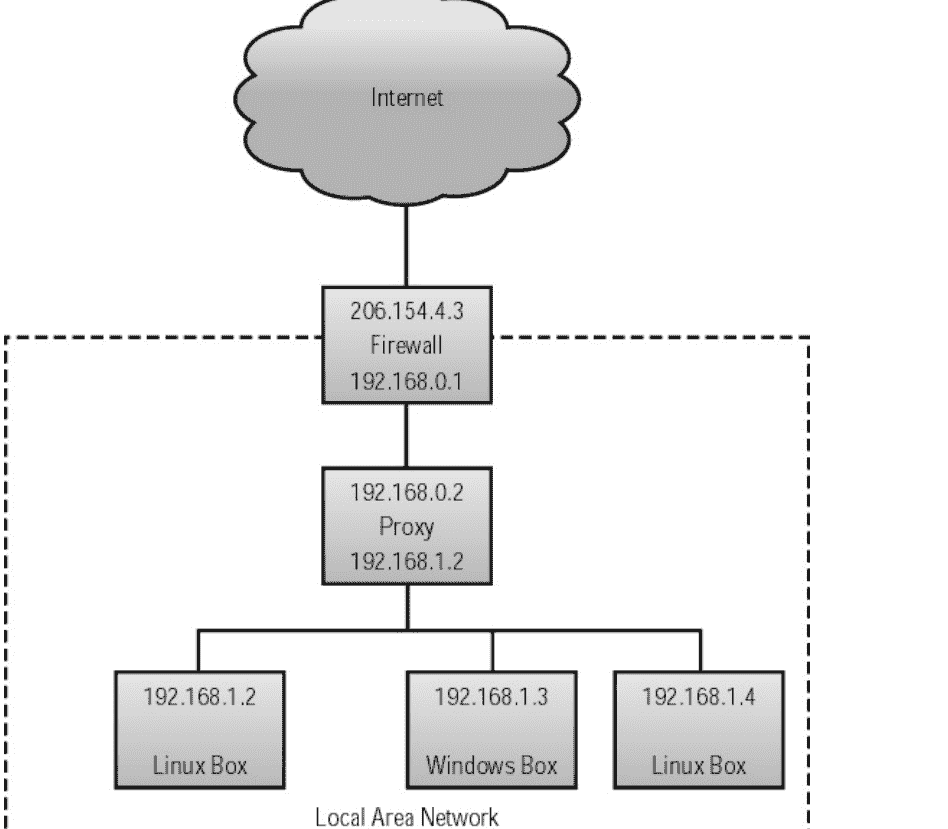 Internet
206.154.4.3
Firewall
192.168.0.1
192.168.0.2
Proxy
192.168.1.2
192.168.1.2
Linux Box
192.168.1.3
Windows Box
192.168.1.4
Linux Box
Local Area Network